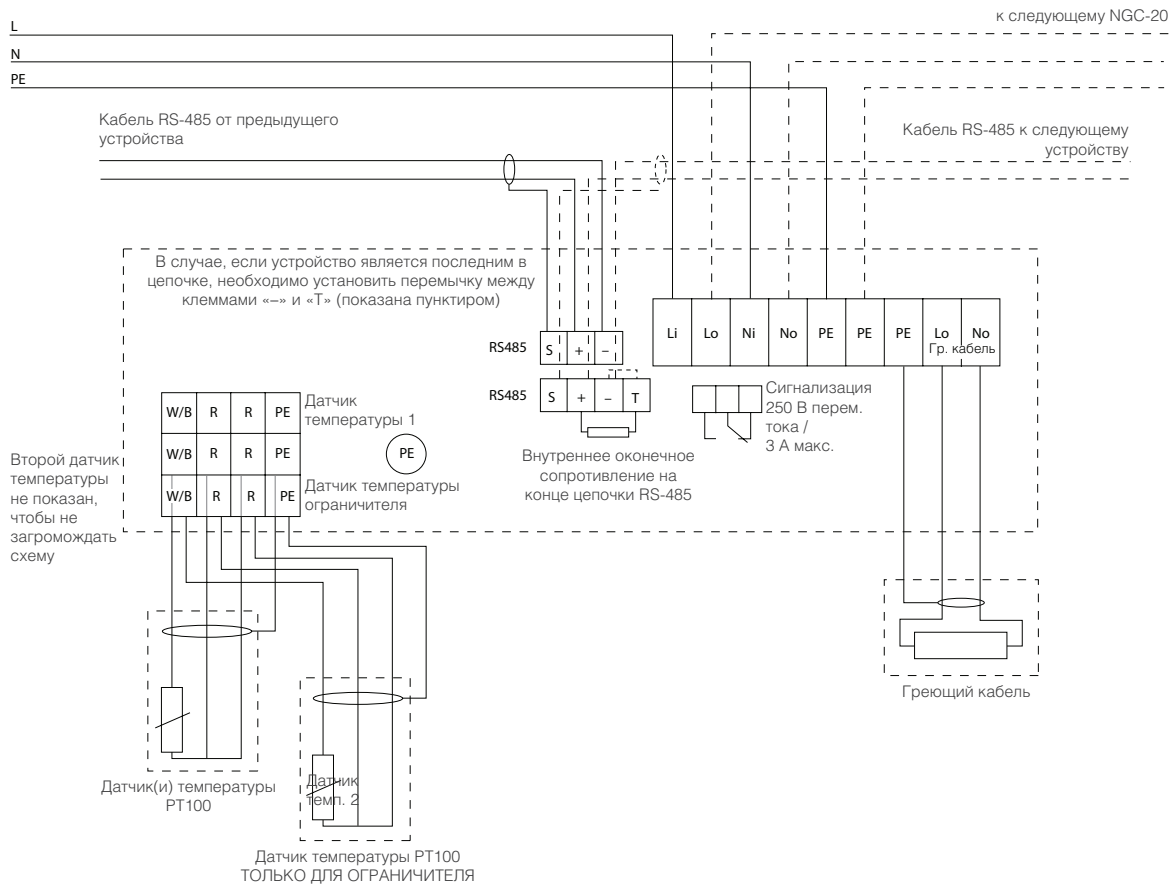 к следующему NGC-20
L
N
PE
Кабель RS-485 от предыдущего
устройства
Кабель RS-485 к следующему
устройству
В случае, если устройство является последним в
цепочке, необходимо установить перемычку между
клеммами «–» и «T» (показана пунктиром)
Li Lo Ni No PE PE PE Lo No
Гр. кабель
RS485 S + –
RS485 S + – T
Сигнализация
250 В перем.
тока /
3 А макс.
Внутреннее оконечное
сопротивление на
конце цепочки RS-485
W/B R R PE
Датчик
температуры 1
W/B R R PE
PE
W/B R R PE
Датчик температуры
ограничителя
Второй датчик
температуры
не показан,
чтобы не
загромождать
схему
Греющий кабель
Датчик(и) температуры
PT100
Датчик
темп. 2
Датчик температуры PT100
ТОЛЬКО ДЛЯ ОГРАНИЧИТЕЛЯ